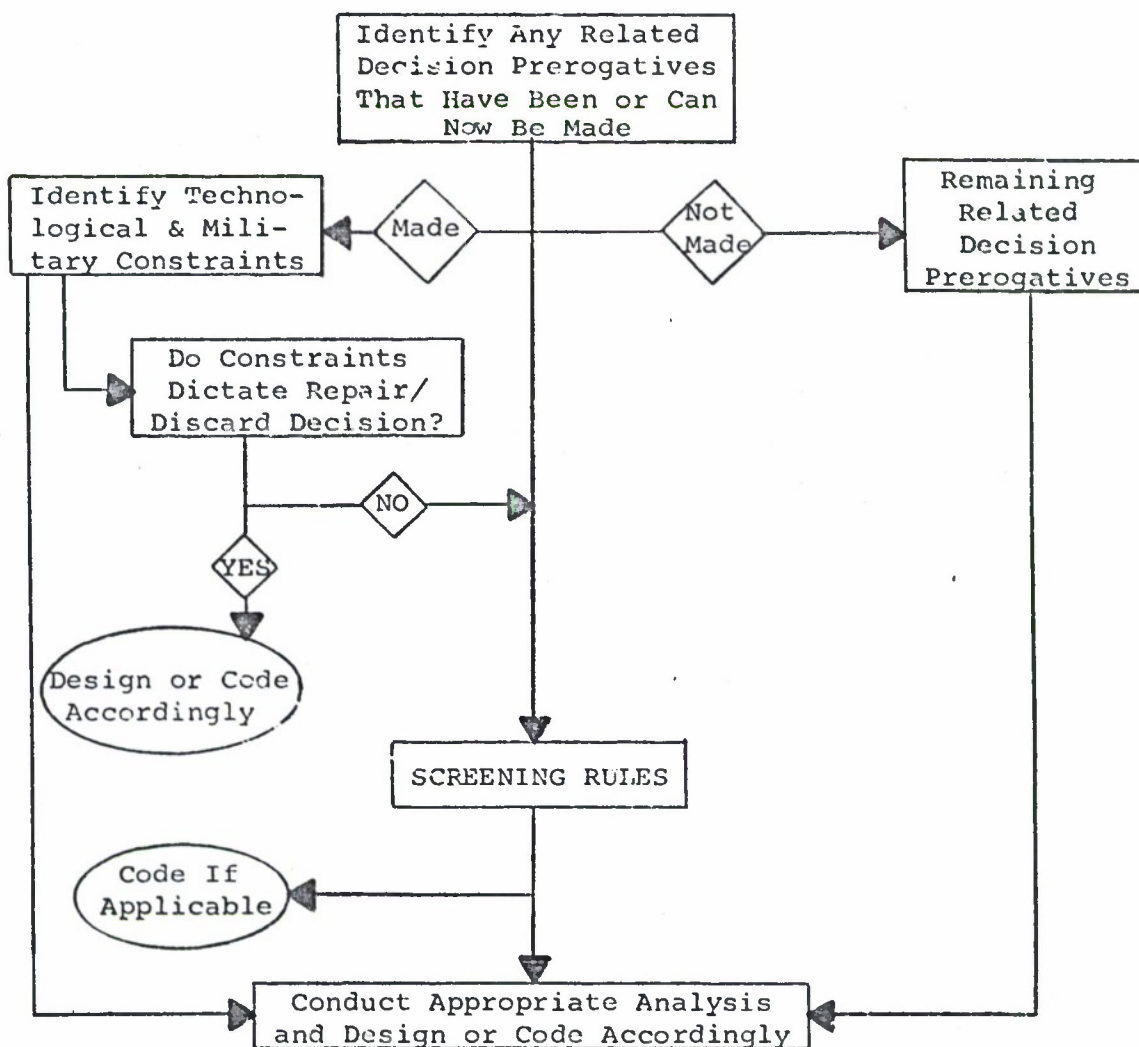 Identify Any Related
Decision Prerogatives
That Have Been or Can
Now Be Made
Identify Techno-
logical & Mili-
tary Constraints
Made
Not
Made
Remaining
Related
Decision
Prerogatives
Do Constraints
Dictate Repair/
Discard Decision?
NO
YES
Design or Code
Accordingly
SCREENING RULES
Code If
Applicable
Conduct Appropriate Analysis
and Design or Code Accordingly